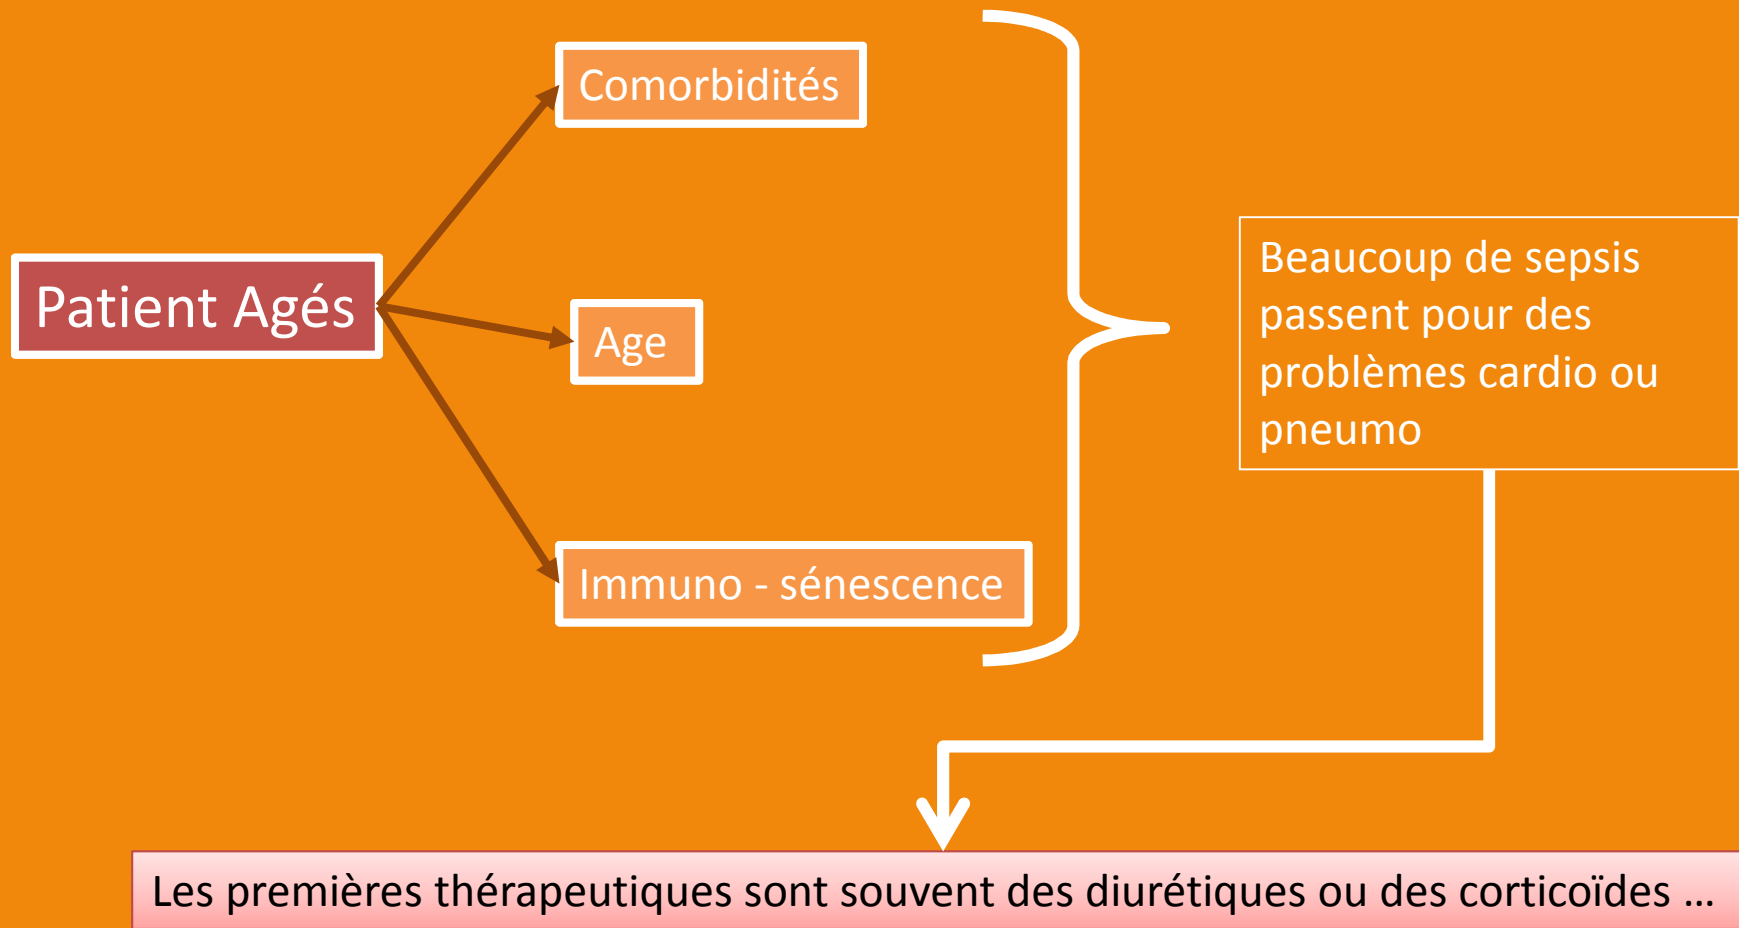 Comorbidités
Patient Agés
Age
Immuno - sénescence
Beaucoup de sepsis
passent pour des
problèmes cardio ou
pneumo
Les premières thérapeutiques sont souvent des diurétiques ou des corticoïdes ...